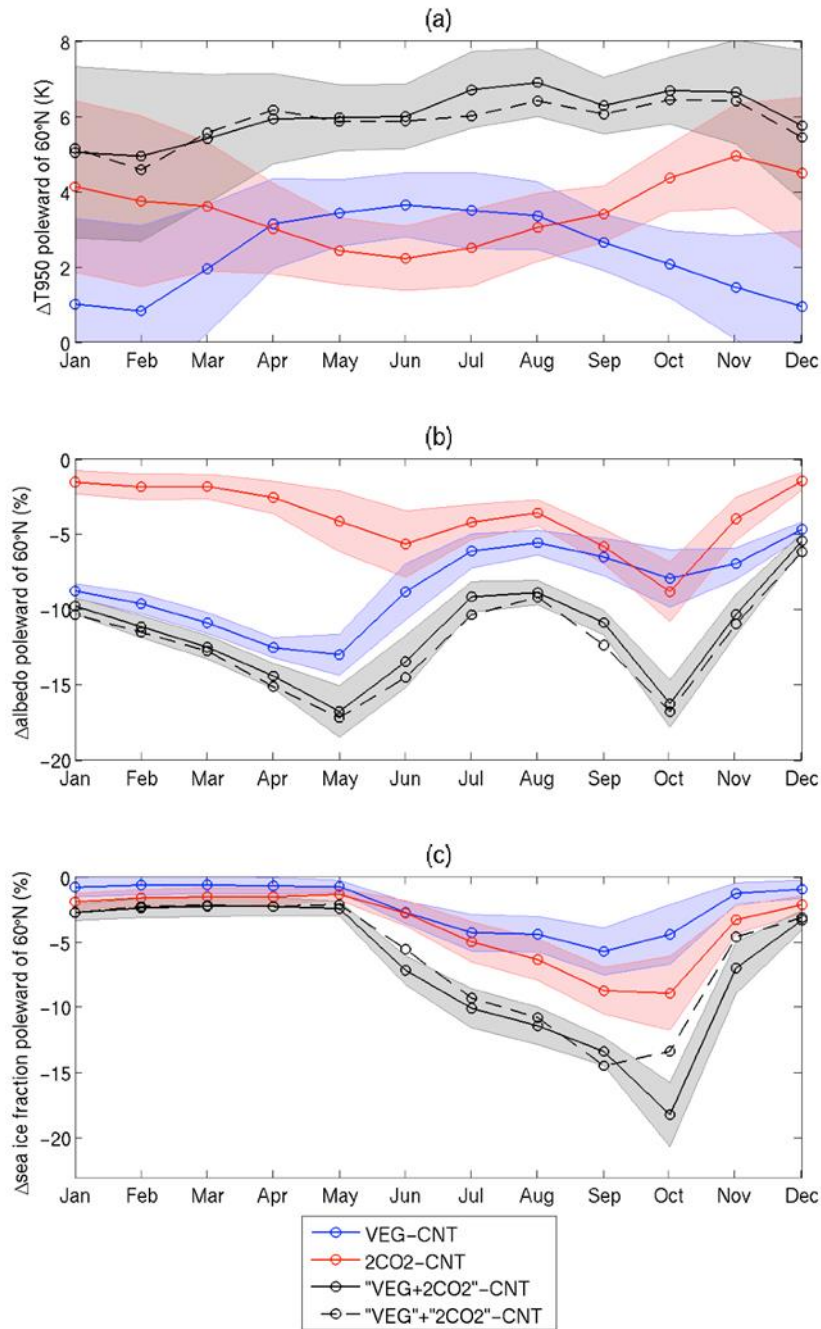 (a)
ΔT950 poleward of 60°N (K)
8
6
4
2
0
Jan Feb Mar Apr May Jun Jul Aug Sep Oct Nov Dec
(b)
Δalbedo poleward of 60°N (%)
0
−5
−10
−15
−20
Jan Feb Mar Apr May Jun Jul Aug Sep Oct Nov Dec
(c)
Δsea ice fraction poleward of 60°N (%)
0
−5
−10
−15
−20
Jan Feb Mar Apr May Jun Jul Aug Sep Oct Nov Dec
VEG−CNT
2CO2−CNT
"VEG+2CO2"−CNT
"VEG"+"2CO2"−CNT